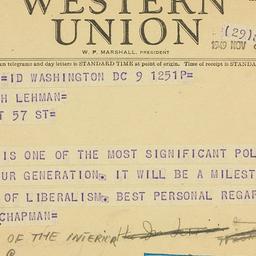 WESTERN
UNION
W. P. MARSHALL, PRESIDENT
(29)
1949 NOV
telegrams and day letters is STANDARD TIME at point of origin. Time of receipt is STANDARD
=ID WASHINGTON DC 9 1251P=
H LEHMAN=
T 57 ST=
IS ONE OF THE MOST SIGNIFICANT POL
UR GENERATION. IT WILL BE A MILEST
OF LIBERALISM. BEST PERSONAL REGAR
CHAPMAN=
OF THE INTERIOR